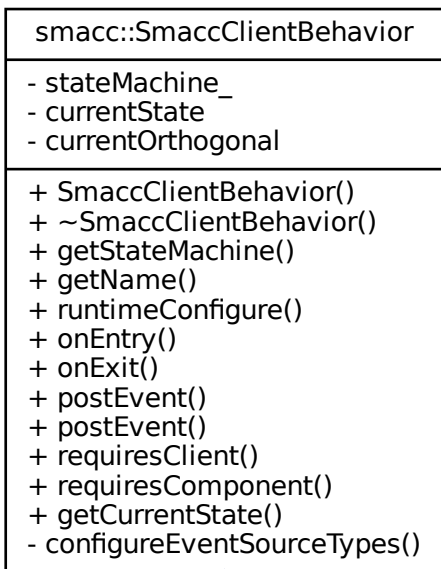 smacc::SmaccClientBehavior
- stateMachine_
- currentState
- currentOrthogonal
+ SmaccClientBehavior()
+ ~SmaccClientBehavior()
+ getStateMachine()
+ getName()
+ runtimeConfigure()
+ onEntry()
+ onExit()
+ postEvent()
+ postEvent()
+ requiresClient()
+ requiresComponent()
+ getCurrentState()
- configureEventSourceTypes()